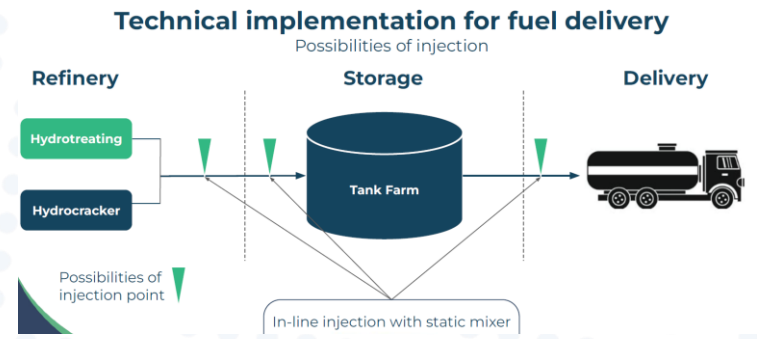 Technical implementation for fuel delivery
Possibilities of injection
Refinery
Storage
Delivery
Hydrotreating
Hydrocracker
Tank Farm
Possibilities of
injection point
In-line injection with static mixer